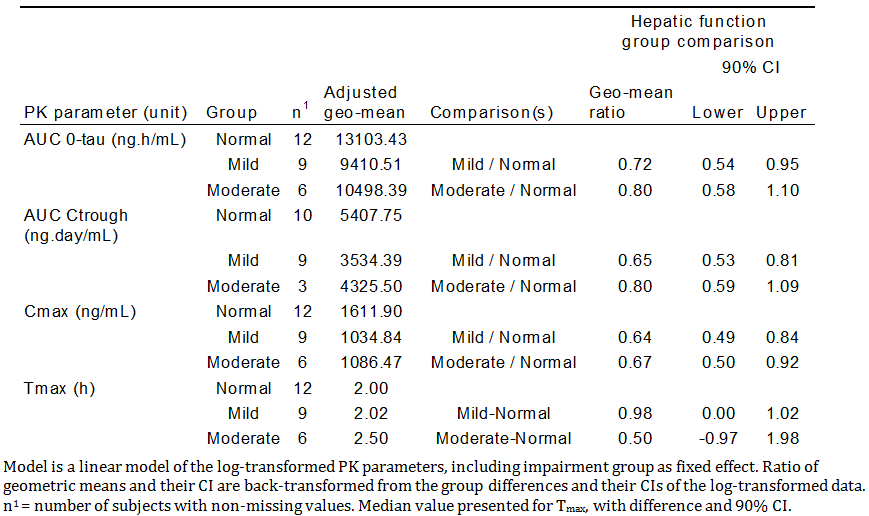 Hepatic function
group comparison
90% CI
Adjusted Geo-mean
PK parameter (unit) Group n1 geo-mean Comparison(s) ratio Lower Upper
AUC 0-tau (ng.h/mL) Normal 12 13103.43
Mild 9 9410.51 Mild / Normal 0.72 0.54 0.95
Moderate 6 10498.39 Moderate / Normal 0.80 0.58 1.10
AUC Ctrough Normal 10 5407.75
(ng.day/mL)
Mild 9 3534.39 Mild / Normal 0.65 0.53 0.81
Moderate 3 4325.50 Moderate / Normal 0.80 0.59 1.09
Cmax (ng/mL) Normal 12 1611.90
Mild 9 1034.84 Mild / Normal 0.64 0.49 0.84
Moderate 6 1086.47 Moderate / Normal 0.67 0.50 0.92
Tmax (h) Normal 12 2.00
Mild 9 2.02 Mild-Normal 0.98 0.00 1.02
Moderate 6 2.50 Moderate-Normal 0.50 -0.97 1.98
Model is a linear model of the log-transformed PK parameters, including impairment group as fixed effect. Ratio of
geometric means and their CI are back-transformed from the group differences and their CIs of the log-transformed data.
n1 = number of subjects with non-missing values. Median value presented for Tmax, with difference and 90% CI.